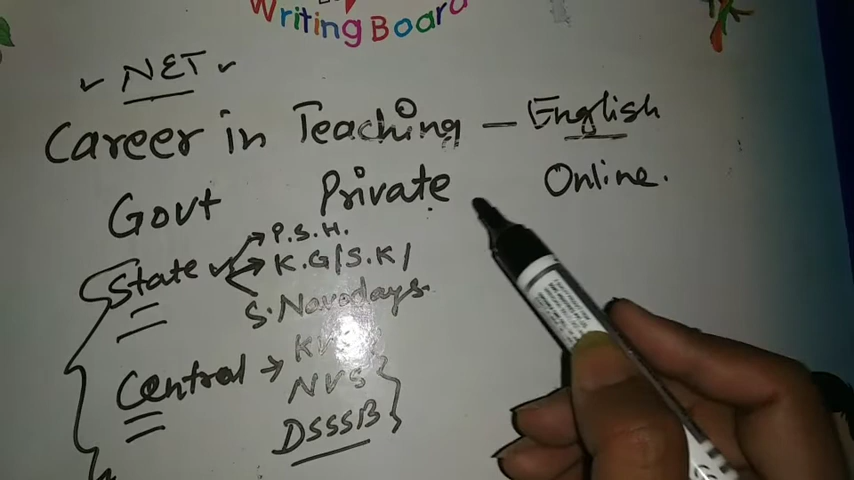 Writing Board
✓ NET ✓
Career in Teaching - English
Govt Private Online.
State ✓ P.S.H.
K.G/S.K/
S. Navodays.
Central → KVS
NVS
DSSSB